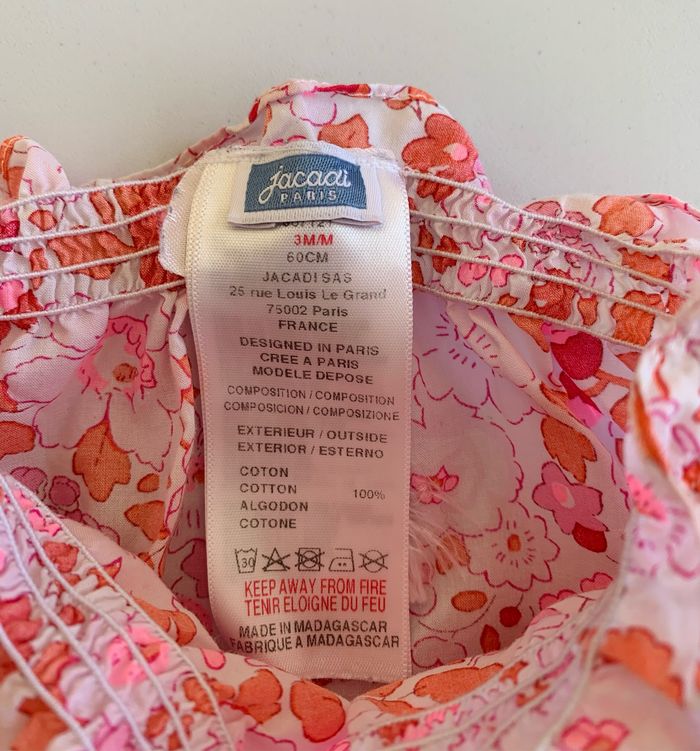 jacadi
PARIS
3M/M
60CM
JACADI SAS
25 rue Louis Le Grand
75002 Paris
FRANCE
DESIGNED IN PARIS
CREE A PARIS
MODELE DEPOSE
COMPOSITION / COMPOSITION
COMPOSICION / COMPOSIZIONE
EXTERIEUR / OUTSIDE
EXTERIOR / ESTERNO
COTON
COTTON 100%
ALGODON
COTONE
30
KEEP AWAY FROM FIRE
TENIR ELOIGNE DU FEU
MADE IN MADAGASCAR
FABRIQUE A MADAGASCAR